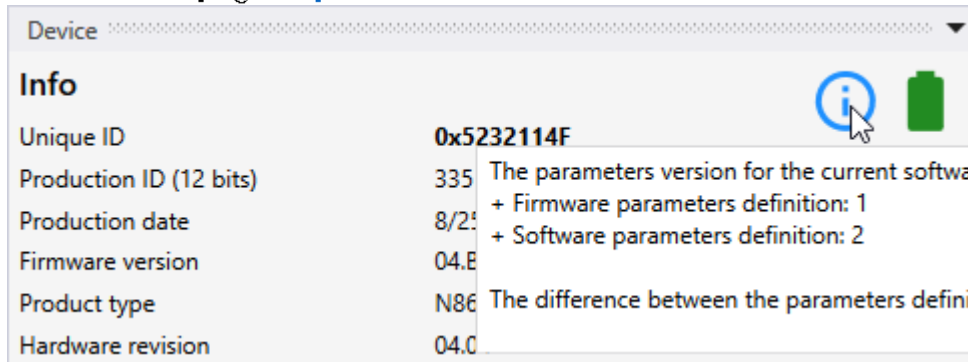 Device
Info
Unique ID 0x5232114F
Production ID (12 bits) 335
The parameters version for the current softwa
+ Firmware parameters definition: 1
Production date 8/25
+ Software parameters definition: 2
Firmware version 04.
Product type N86
The difference between the parameters defini
Hardware revision 04.0